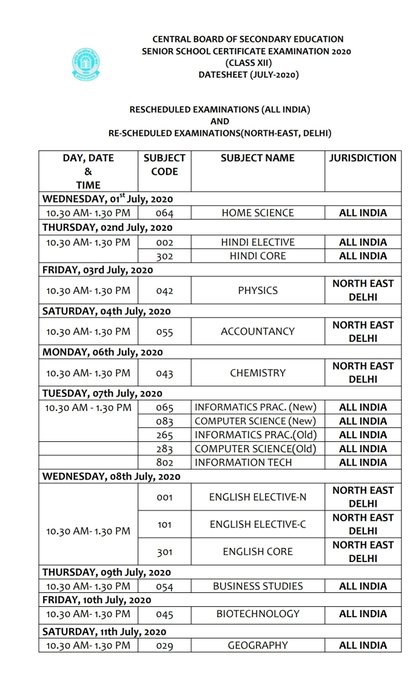 CENTRAL BOARD OF SECONDARY EDUCATION
SENIOR SCHOOL CERTIFICATE EXAMINATION 2020
(CLASS XII)
DATESHEET (JULY-2020)
RESCHEDULED EXAMINATIONS (ALL INDIA)
AND
RE-SCHEDULED EXAMINATIONS(NORTH-EAST, DELHI)
DAY, DATE & TIME SUBJECT CODE SUBJECT NAME JURISDICTION
WEDNESDAY, 01st July, 2020
10.30 AM- 1.30 PM 064 HOME SCIENCE ALL INDIA
THURSDAY, 02nd July, 2020
10.30 AM- 1.30 PM 002 HINDI ELECTIVE ALL INDIA
302 HINDI CORE ALL INDIA
FRIDAY, 03rd July, 2020
10.30 AM- 1.30 PM 042 PHYSICS NORTH EAST DELHI
SATURDAY, 04th July, 2020
10.30 AM- 1.30 PM 055 ACCOUNTANCY NORTH EAST DELHI
MONDAY, 06th July, 2020
10.30 AM- 1.30 PM 043 CHEMISTRY NORTH EAST DELHI
TUESDAY, 07th July, 2020
10.30 AM - 1.30 PM 065 INFORMATICS PRAC. (New) ALL INDIA
083 COMPUTER SCIENCE (New) ALL INDIA
265 INFORMATICS PRAC.(Old) ALL INDIA
283 COMPUTER SCIENCE(Old) ALL INDIA
802 INFORMATION TECH ALL INDIA
WEDNESDAY, 08th July, 2020
10.30 AM- 1.30 PM 001 ENGLISH ELECTIVE-N NORTH EAST DELHI
101 ENGLISH ELECTIVE-C NORTH EAST DELHI
301 ENGLISH CORE NORTH EAST DELHI
THURSDAY, 09th July, 2020
10.30 AM- 1.30 PM 054 BUSINESS STUDIES ALL INDIA
FRIDAY, 10th July, 2020
10.30 AM- 1.30 PM 045 BIOTECHNOLOGY ALL INDIA
SATURDAY, 11th July, 2020
10.30 AM- 1.30 PM 029 GEOGRAPHY ALL INDIA